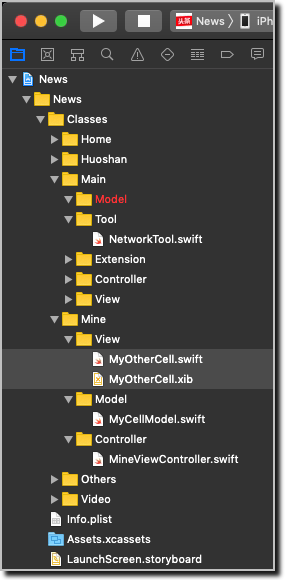 头条 News iPh
News
News
Classes
Home
Huoshan
Main
Model
Tool
NetworkTool.swift
Extension
Controller
View
Mine
View
MyOtherCell.swift
MyOtherCell.xib
Model
MyCellModel.swift
Controller
MineViewController.swift
Others
Video
Info.plist
Assets.xcassets
LaunchScreen.storyboard